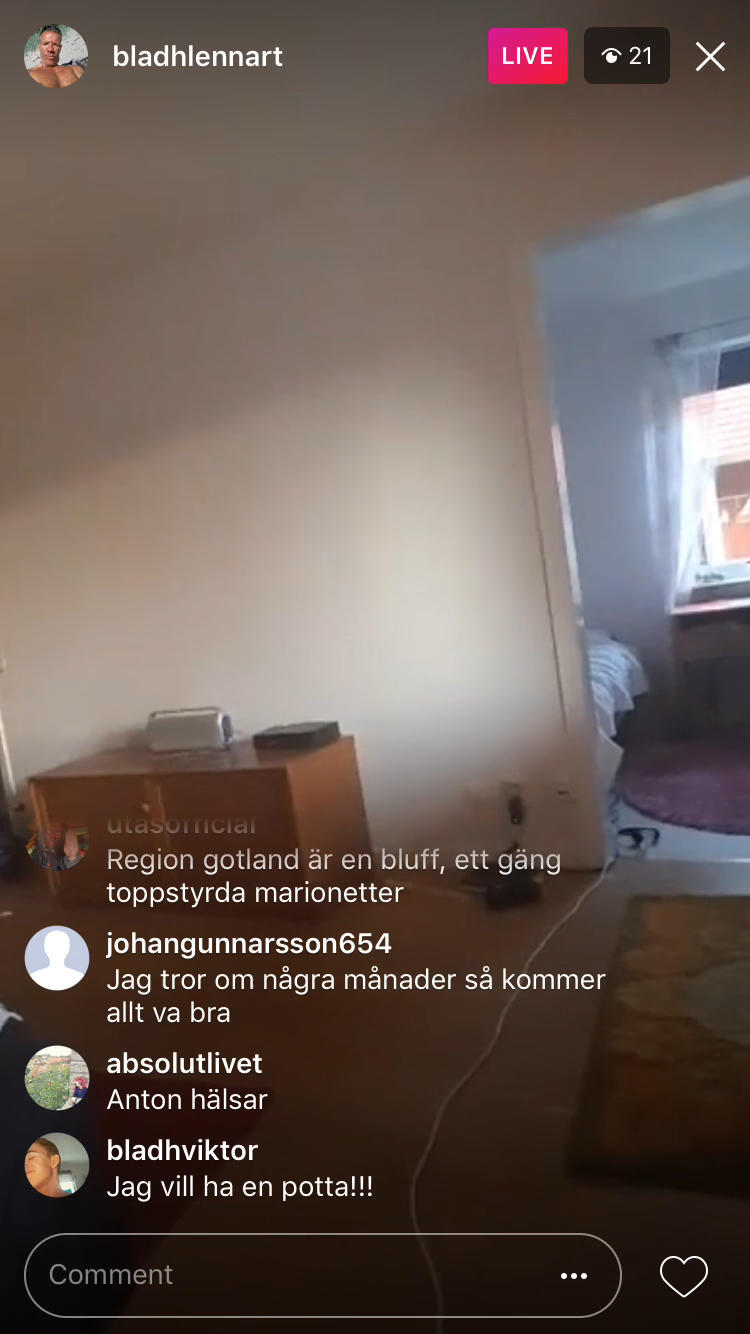 bladhlennart
LIVE
21
utasofficial
Region gotland är en bluff, ett gäng
toppstyrda marionetter
johangunnarsson654
Jag tror om några månader så kommer
allt va bra
absolutlivet
Anton hälsar
bladhviktor
Jag vill ha en potta!!!
Comment